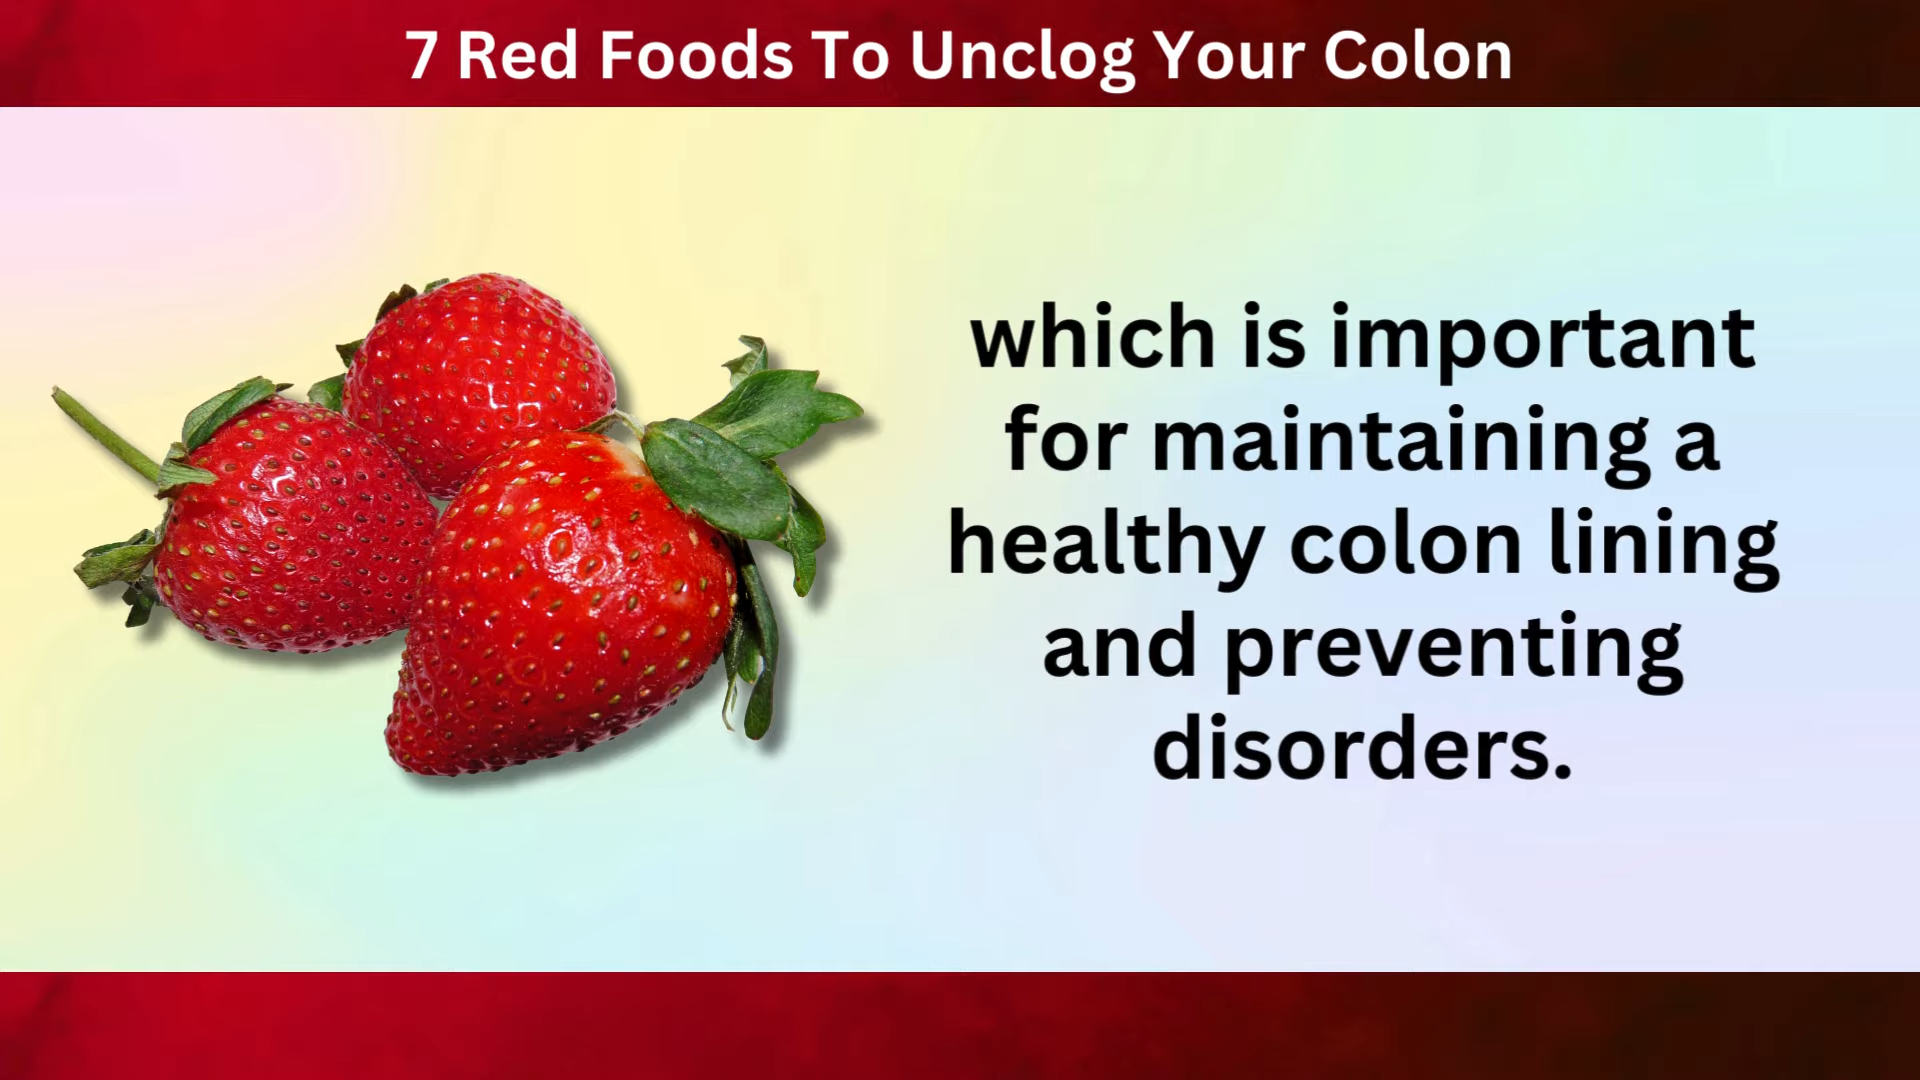 7 Red Foods To Unclog Your Colon
which is important
for maintaining a
healthy colon lining
and preventing
disorders.